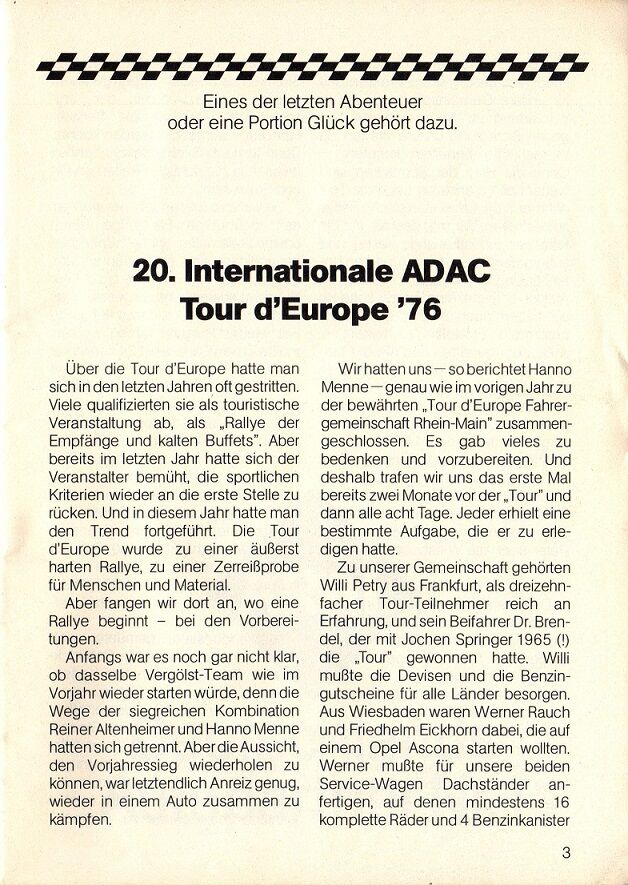 Eines der letzten Abenteuer
oder eine Portion Glück gehört dazu.
20. Internationale ADAC
Tour d'Europe '76
Über die Tour d'Europe hatte man
sich in den letzten Jahren oft gestritten.
Viele qualifizierten sie als touristische
Veranstaltung ab, als „Rallye der
Empfänge und kalten Buffets". Aber
bereits im letzten Jahr hatte sich der
Veranstalter bemüht, die sportlichen
Kriterien wieder an die erste Stelle zu
rücken. Und in diesem Jahr hatte man
den Trend fortgeführt. Die Tour
d'Europe wurde zu einer äußerst
harten Rallye, zu einer Zerreißprobe
für Menschen und Material.
Aber fangen wir dort an, wo eine
Rallye beginnt – bei den Vorberei-
tungen.
Anfangs war es noch gar nicht klar,
ob dasselbe Vergölst-Team wie im
Vorjahr wieder starten würde, denn die
Wege der siegreichen Kombination
Reiner Altenheimer und Hanno Menne
hatten sich getrennt. Aber die Aussicht,
den Vorjahressieg wiederholen zu
können, war letztendlich Anreiz genug,
wieder in einem Auto zusammen zu
kämpfen.
Wir hatten uns — so berichtet Hanno
Menne — genau wie im vorigen Jahr zu
der bewährten „Tour d'Europe Fahrer-
gemeinschaft Rhein-Main" zusammen-
geschlossen. Es gab vieles zu
bedenken und vorzubereiten. Und
deshalb trafen wir uns das erste Mal
bereits zwei Monate vor der „Tour" und
dann alle acht Tage. Jeder erhielt eine
bestimmte Aufgabe, die er zu erle-
digen hatte.
Zu unserer Gemeinschaft gehörten
Willi Petry aus Frankfurt, als dreizehn-
facher Tour-Teilnehmer reich an
Erfahrung, und sein Beifahrer Dr. Bren-
del, der mit Jochen Springer 1965 (!)
die „Tour" gewonnen hatte. Willi
mußte die Devisen und die Benzin-
gutscheine für alle Länder besorgen.
Aus Wiesbaden waren Werner Rauch
und Friedhelm Eickhorn dabei, die auf
einem Opel Ascona starten wollten.
Werner mußte für unsere beiden
Service-Wagen Dachständer an-
fertigen, auf denen mindestens 16
komplette Räder und 4 Benzinkanister
3